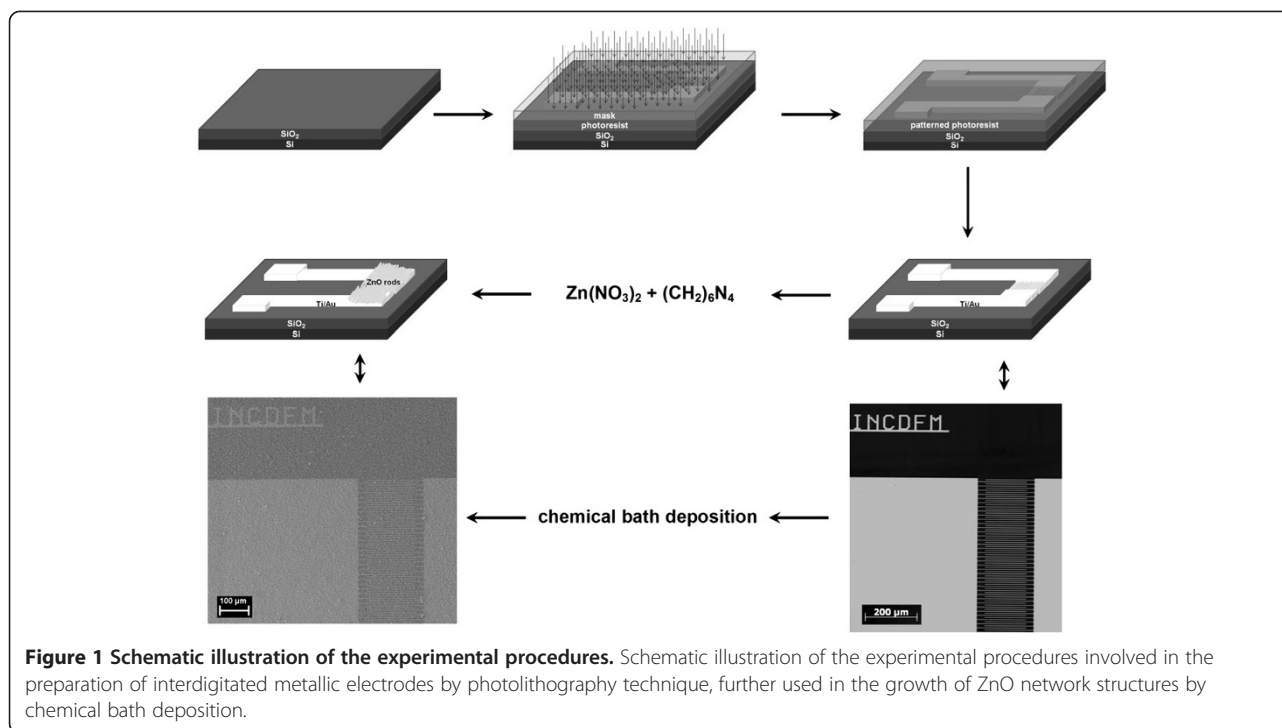 SiO₂
Si
mask
photoresist
SiO₂
Si
patterned photoresist
SiO₂
Si
ZnO rods
Ti/Au
SiO₂
Si
Zn(NO₃)₂ + (CH₂)₆N₄
Ti/Au
SiO₂
Si
INCDFM
100 µm
chemical bath deposition
INCDFM
200 µm
Figure 1 Schematic illustration of the experimental procedures. Schematic illustration of the experimental procedures involved in the
preparation of interdigitated metallic electrodes by photolithography technique, further used in the growth of ZnO network structures by
chemical bath deposition.